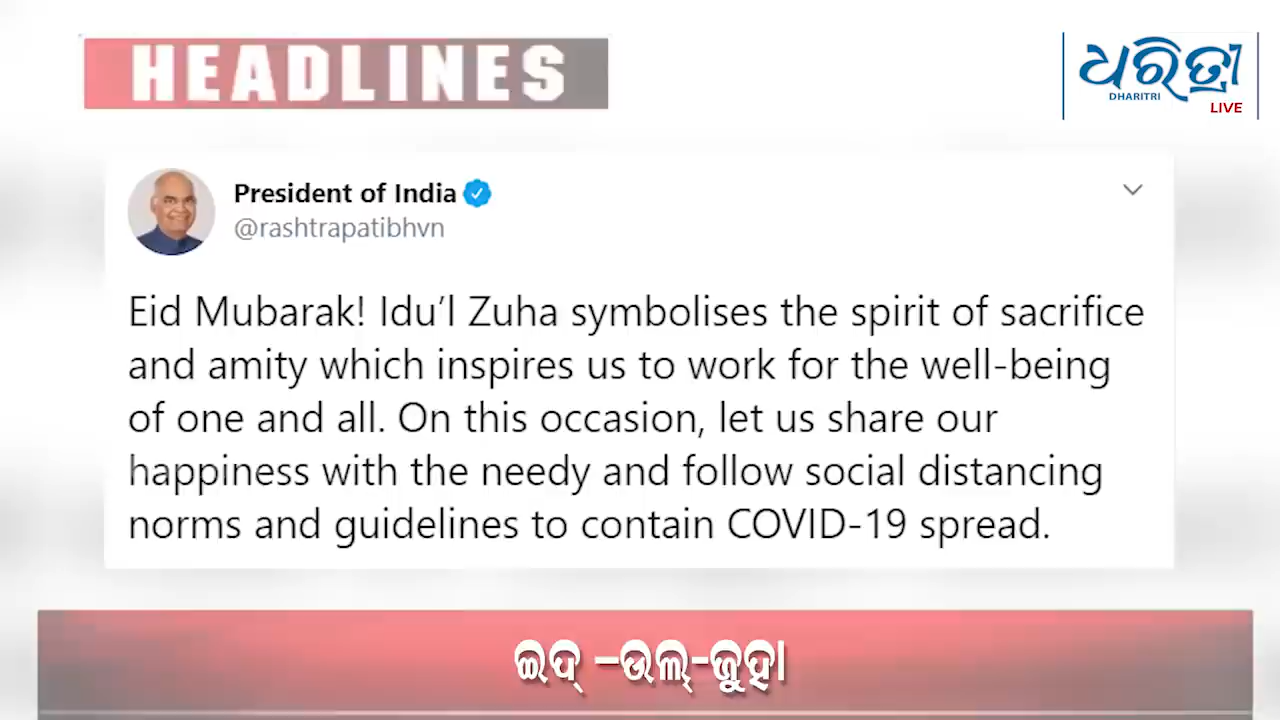 HEADLINES
ଧରିତ୍ରୀ
DHARITRI
LIVE
President of India
@rashtrapatibhvn
Eid Mubarak! Idu’l Zuha symbolises the spirit of sacrifice
and amity which inspires us to work for the well-being
of one and all. On this occasion, let us share our
happiness with the needy and follow social distancing
norms and guidelines to contain COVID-19 spread.
ଇଦ୍ –ଉଲ୍-ଜୁହା